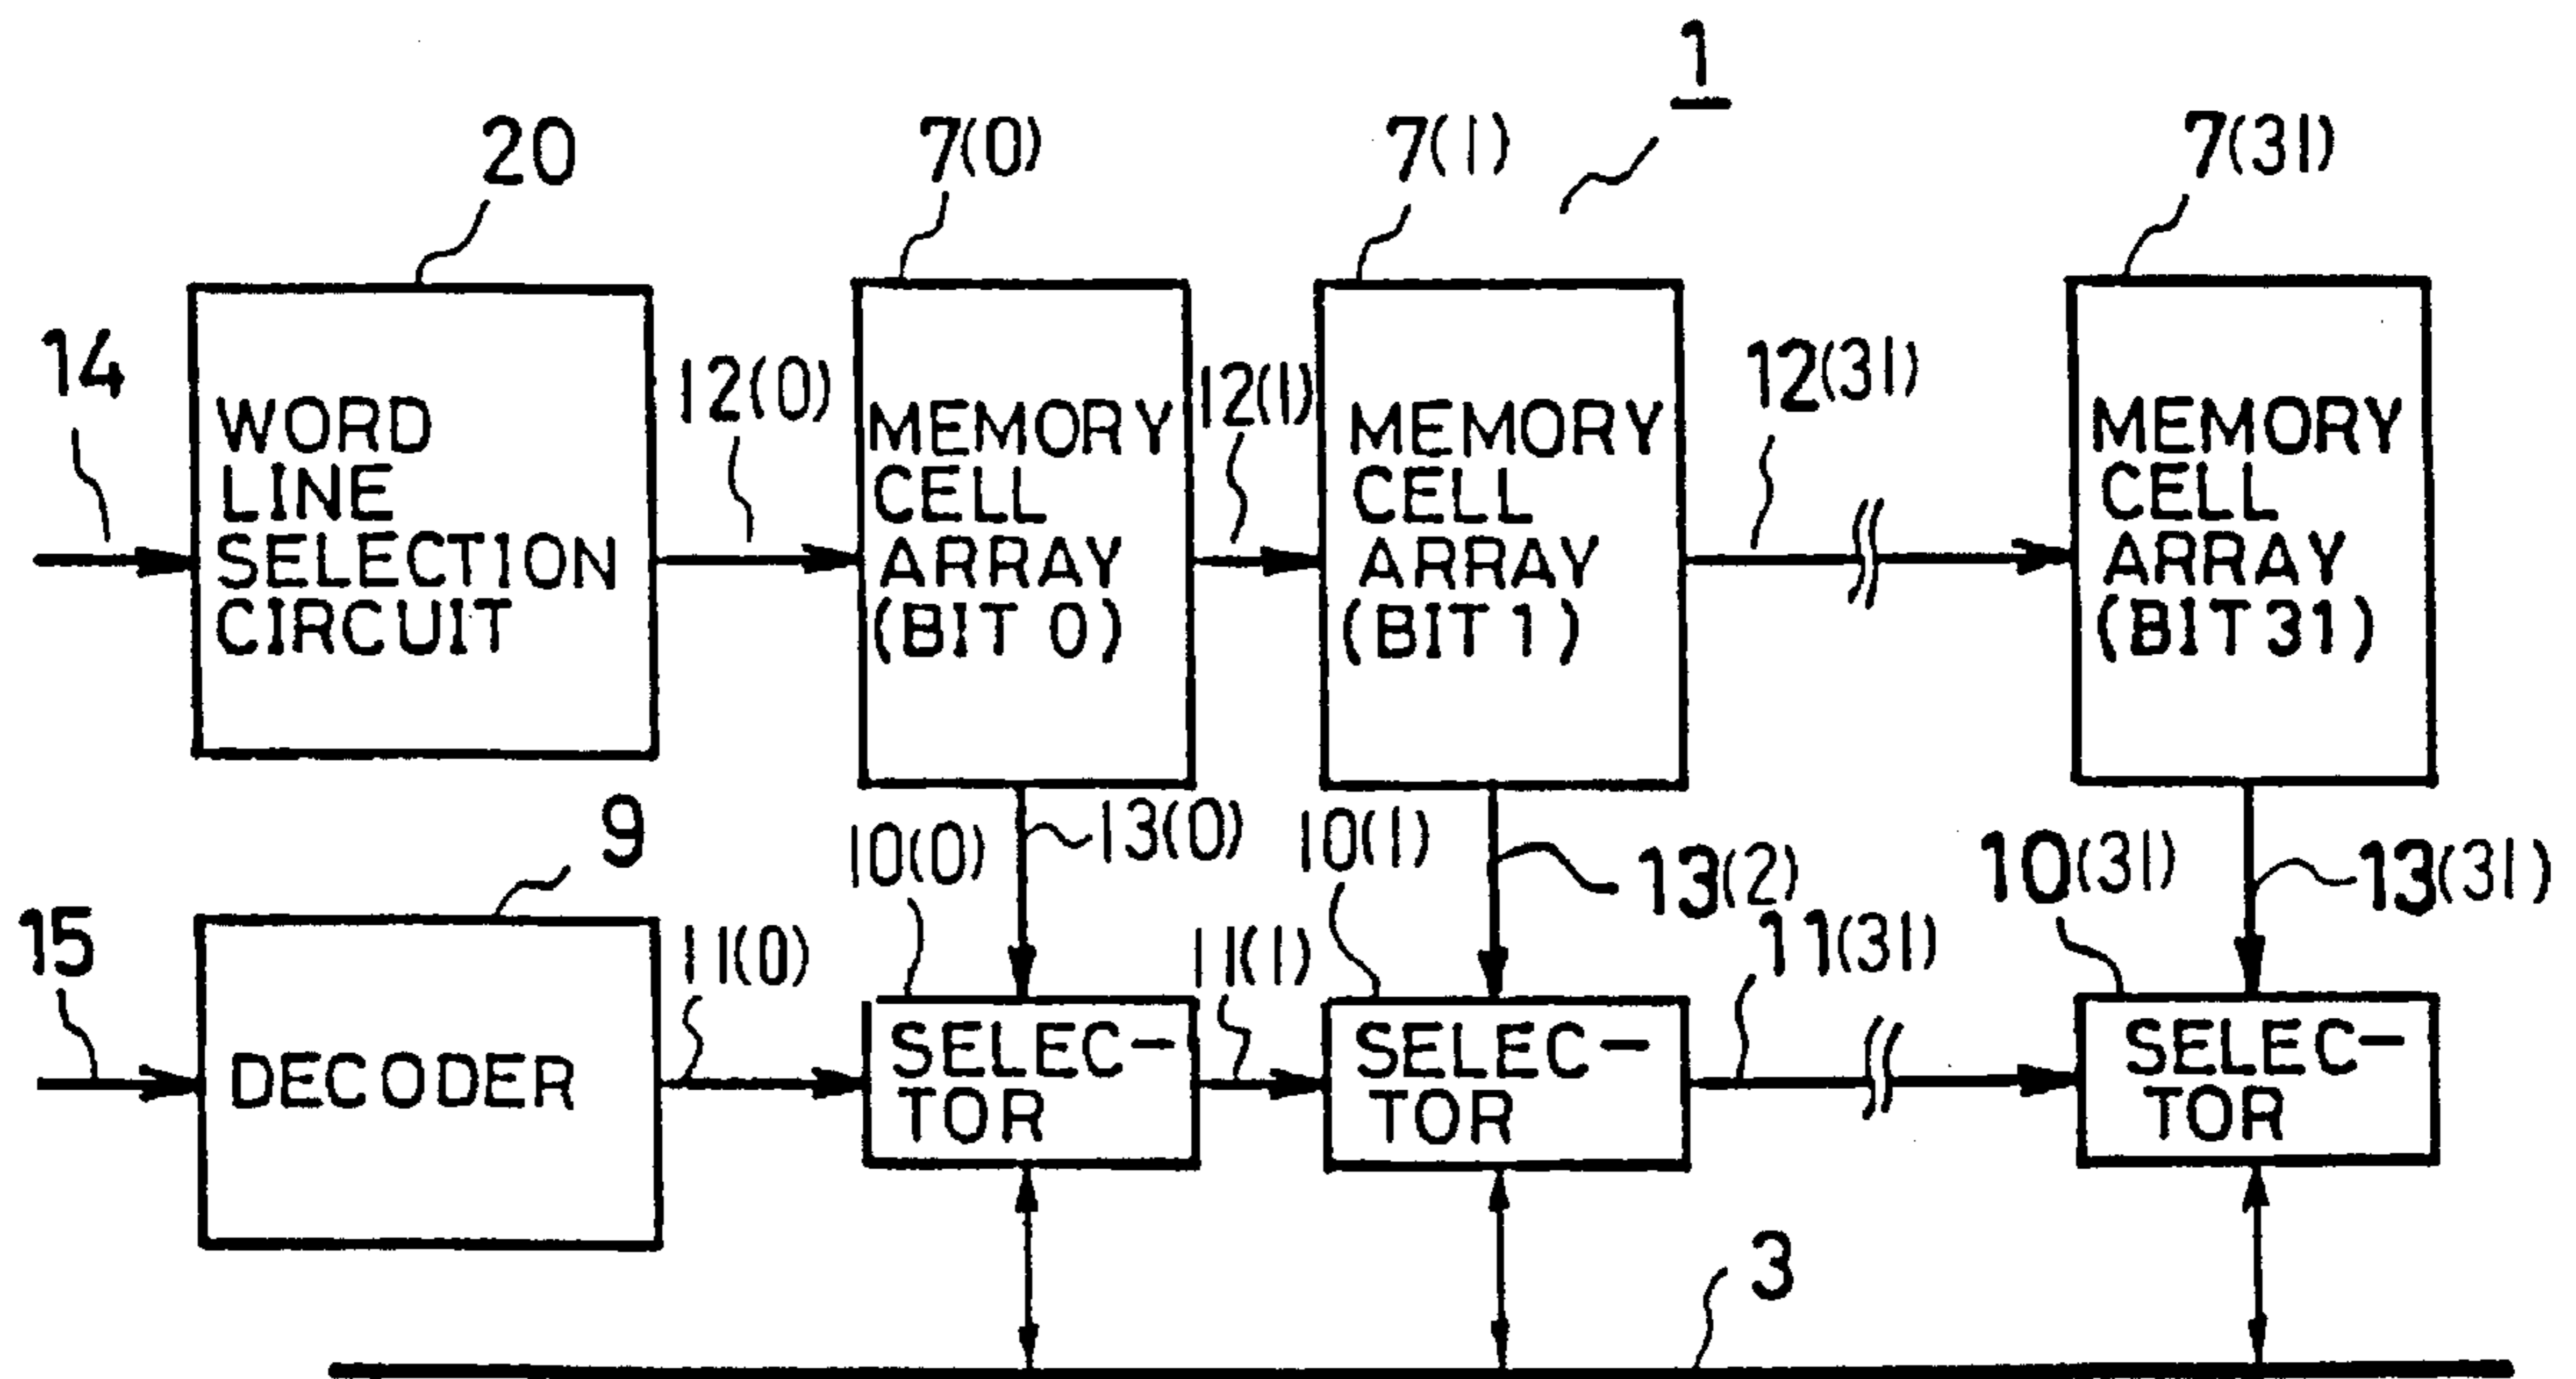 1
20
7(0)
7(1)
7(31)
14
WORD
LINE
SELECTION
CIRCUIT
12(0)
MEMORY
CELL
ARRAY
(BIT 0)
12(1)
MEMORY
CELL
ARRAY
(BIT 1)
12(31)
MEMORY
CELL
ARRAY
(BIT 31)
9
10(0)
13(0)
10(1)
13(2)
10(31)
13(31)
15
DECODER
11(0)
SELEC-
TOR
11(1)
SELEC-
TOR
11(31)
SELEC-
TOR
3